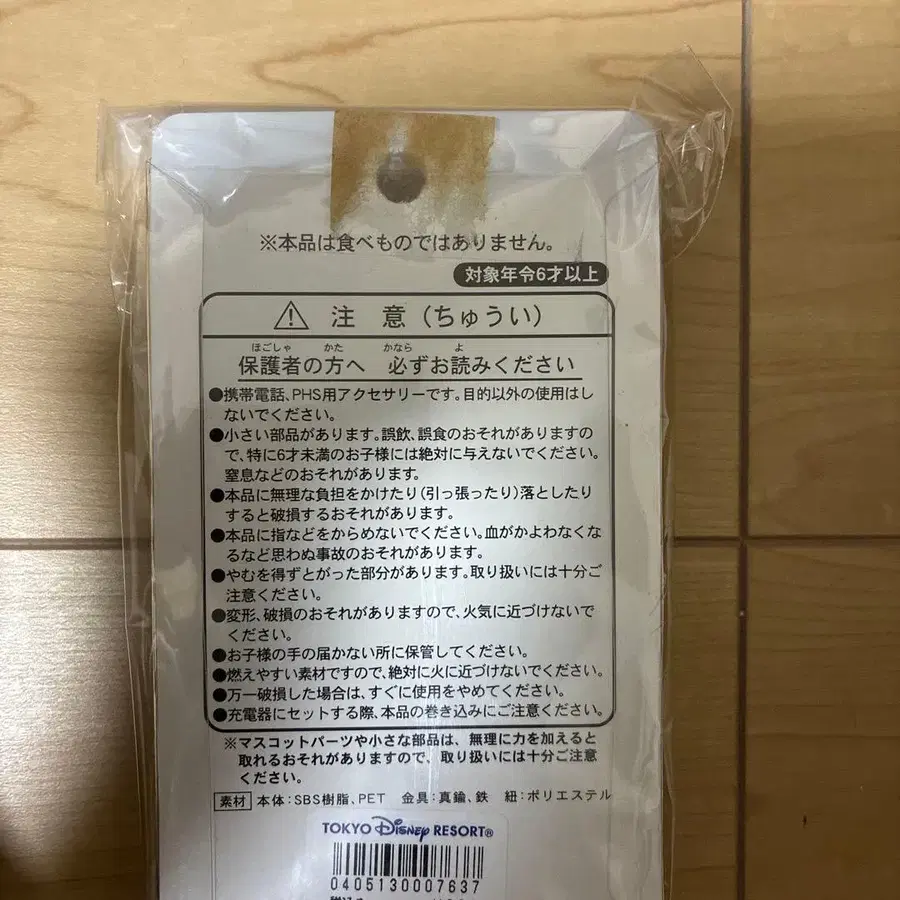 ※本品は食べものではありません。
対象年令6才以上
注 意(ちゅうい)
ほごしゃ かた かなら よ
保護者の方へ 必ずお読みください
●携帯電話、PHS用アクセサリーです。目的以外の使用はし
ないでください。
●小さい部品があります。誤飲、誤食のおそれがありますの
で、特に6才未満のお子様には絶対に与えないでください。
窒息などのおそれがあります。
●本品に無理な負担をかけたり(引っ張ったり)落としたり
すると破損するおそれがあります。
●本品に指などをからめないでください。血がかよわなくな
るなど思わぬ事故のおそれがあります。
●やむを得ずとがった部分があります。取り扱いには十分ご
注意ください。
●変形、破損のおそれがありますので、火気に近づけないで
ください。
●お子様の手の届かない所に保管してください。
●燃えやすい素材ですので、絶対に火に近づけないでください。
●万一破損した場合は、すぐに使用をやめてください。
●充電器にセットする際、本品の巻き込みにご注意ください。
※マスコットパーツや小さな部品は、無理に力を加えると
取れるおそれがありますので、取り扱いには十分ご注意
ください。
素材 本体:SBS樹脂、PET 金具:真鍮、鉄 紐:ポリエステル
TOKYO Disney RESORT®
0405130007637